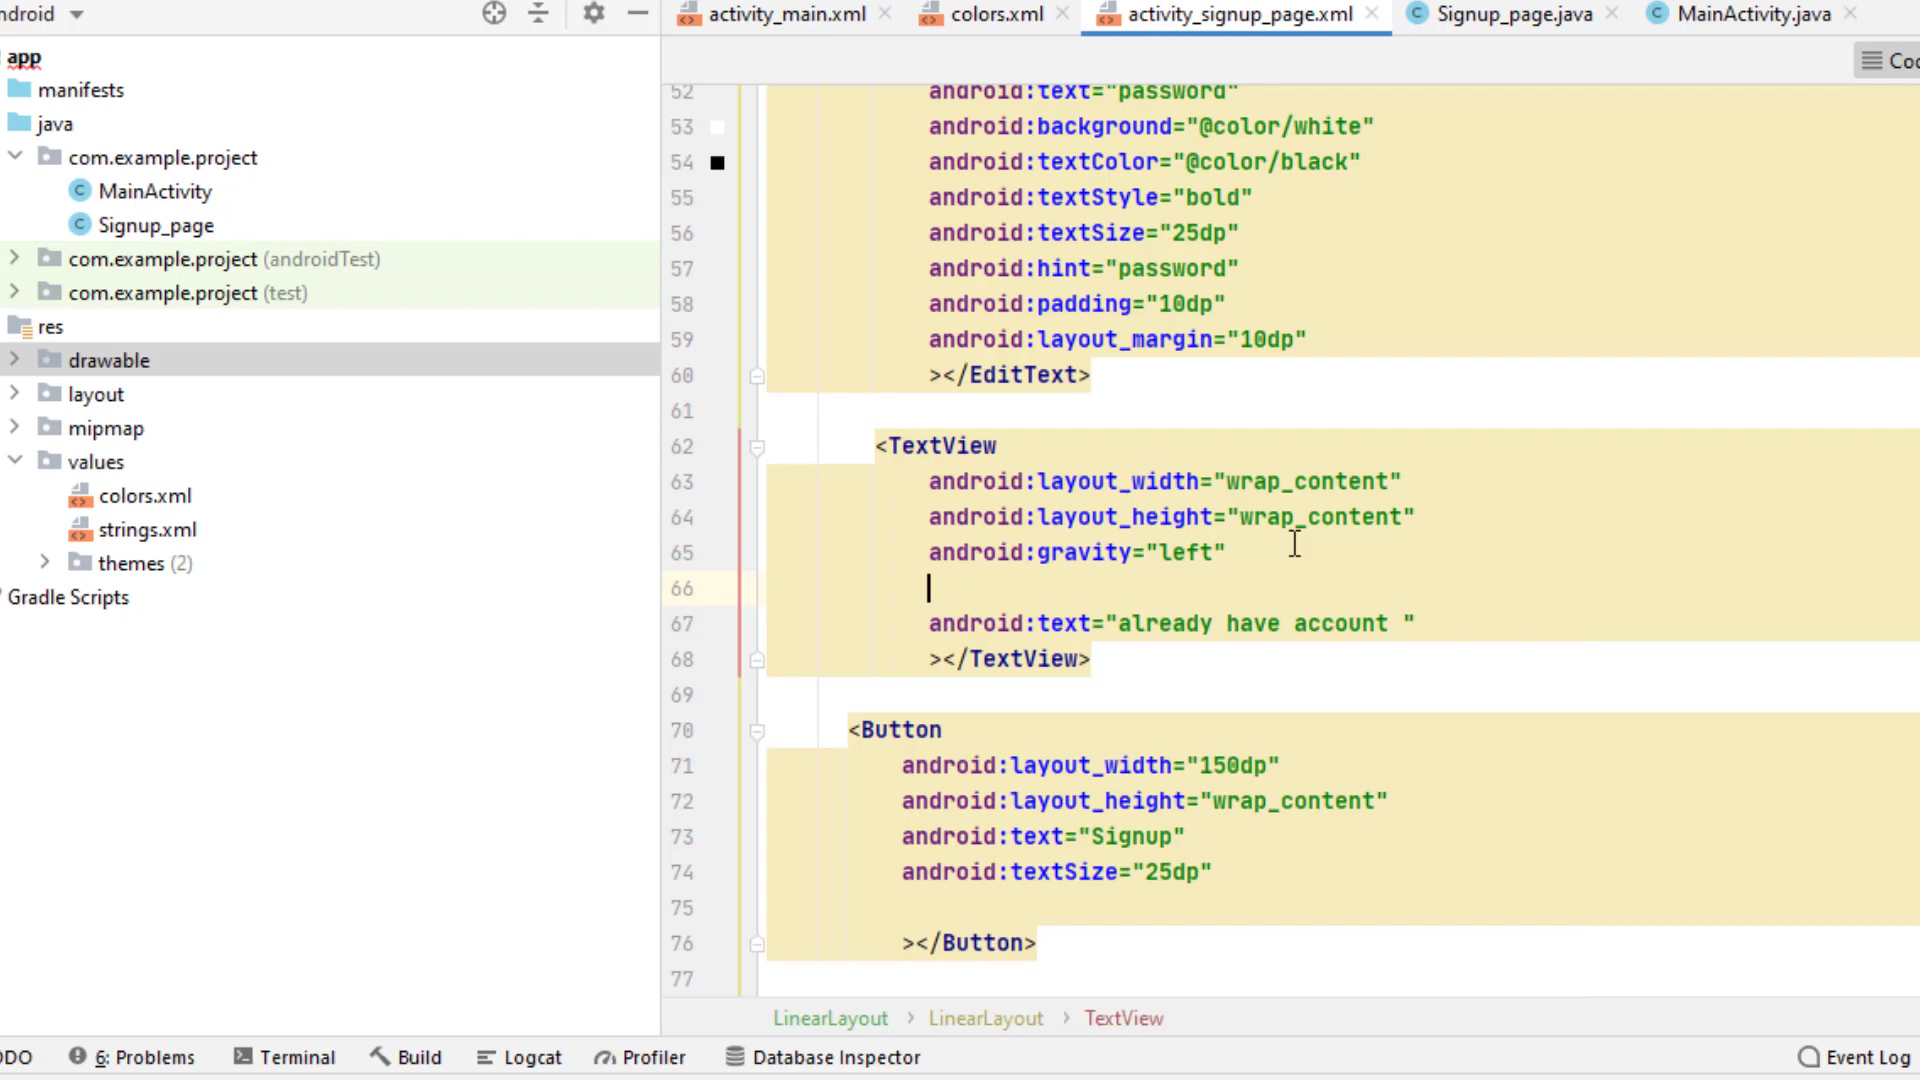 ndroid
activity_main.xml
colors.xml
activity_signup_page.xml
Signup_page.java
MainActivity.java
app
manifests
java
com.example.project
MainActivity
Signup_page
com.example.project (androidTest)
com.example.project (test)
res
drawable
layout
mipmap
values
colors.xml
strings.xml
themes (2)
Gradle Scripts
Coc
52 android:text="password"
53 android:background="@color/white"
54 android:textColor="@color/black"
55 android:textStyle="bold"
56 android:textSize="25dp"
57 android:hint="password"
58 android:padding="10dp"
59 android:layout_margin="10dp"
60 ></EditText>
61
62 <TextView
63 android:layout_width="wrap_content"
64 android:layout_height="wrap_content"
65 android:gravity="left"
66
67 android:text="already have account "
68 ></TextView>
69
70 <Button
71 android:layout_width="150dp"
72 android:layout_height="wrap_content"
73 android:text="Signup"
74 android:textSize="25dp"
75
76 ></Button>
77
LinearLayout > LinearLayout > TextView
ODO
6: Problems
Terminal
Build
Logcat
Profiler
Database Inspector
Event Log